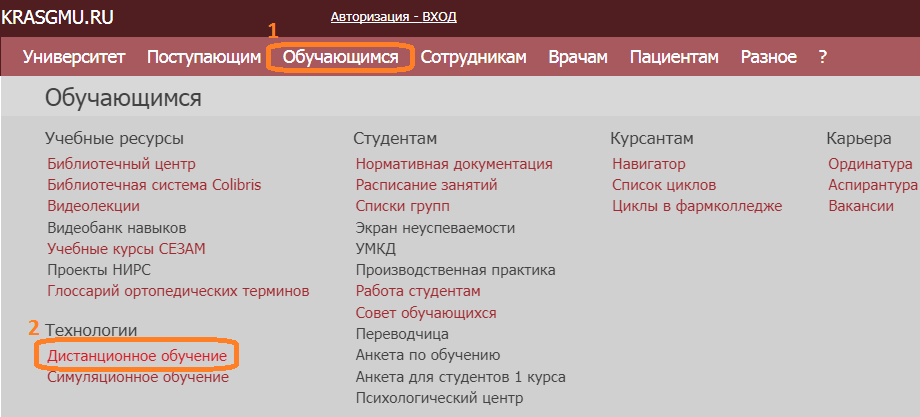 KRASGMU.RU
Авторизация - ВХОД
1
Университет Поступающим Обучающимся Сотрудникам Врачам Пациентам Разное ?
Обучающимся
Учебные ресурсы
Библиотечный центр
Библиотечная система Colibris
Видеолекции
Видеобанк навыков
Учебные курсы СЕЗАМ
Проекты НИРС
Глоссарий ортопедических терминов
2 Технологии
Дистанционное обучение
Симуляционное обучение
Студентам
Нормативная документация
Расписание занятий
Списки групп
Экран неуспеваемости
УМКД
Производственная практика
Работа студентам
Совет обучающихся
Переводчица
Анкета по обучению
Анкета для студентов 1 курса
Психологический центр
Курсантам
Навигатор
Список циклов
Циклы в фармколледже
Карьера
Ординатура
Аспирантура
Вакансии